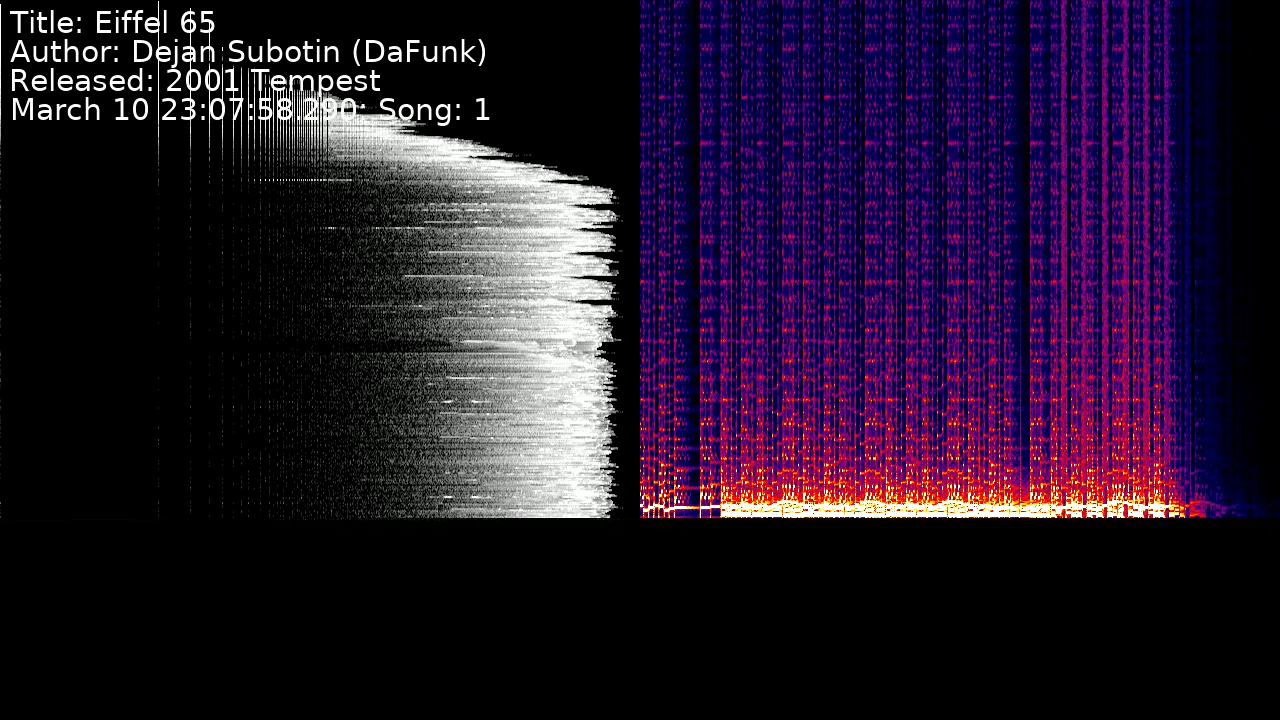 Title: Eiffel 65
Author: Dejan Subotin (DaFunk)
Released: 2001 Tempest
March 10 23:07:58 290; Song: 1